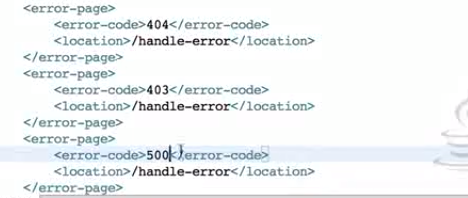 <error-page>
<error-code>404</error-code>
<location>/handle-error</location>
</error-page>
<error-page>
<error-code>403</error-code>
<location>/handle-error</location>
</error-page>
<error-page>
<error-code>500</error-code>
<location>/handle-error</location>
</error-page>